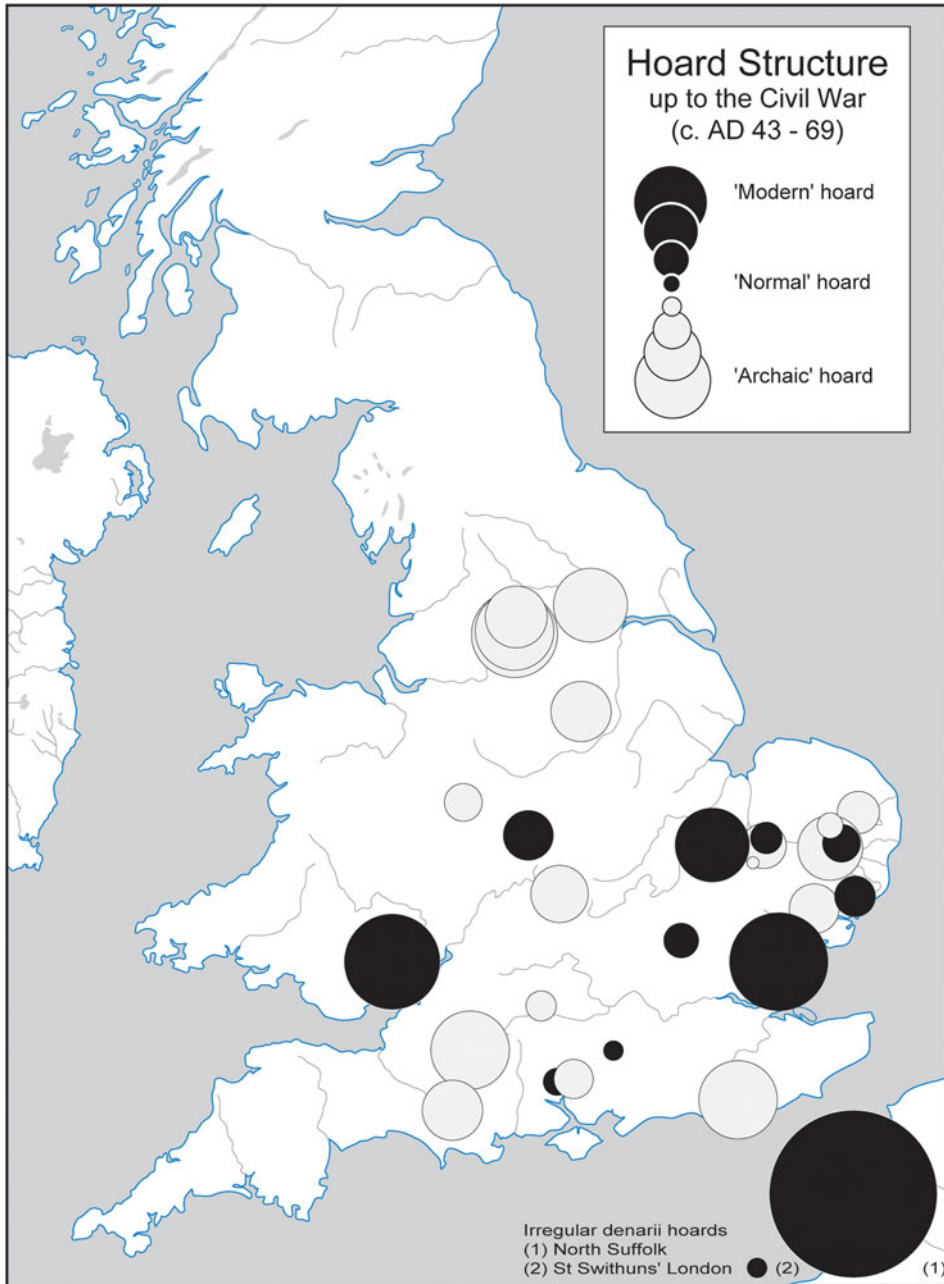 Hoard Structure
up to the Civil War
(c. AD 43 - 69)
'Modern' hoard
'Normal' hoard
'Archaic' hoard
Irregular denarii hoards
(1) North Suffolk
(2) St Swithuns' London (2) (1)